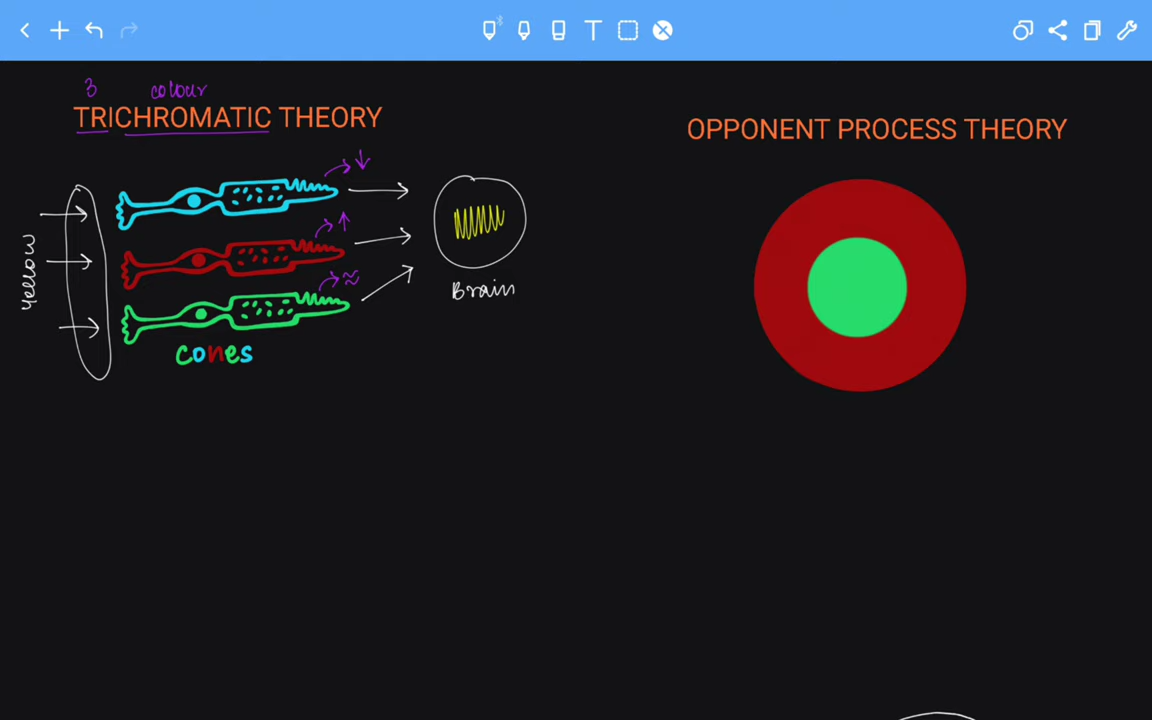 3 colour
TRICHROMATIC THEORY
Yellow
cones
Brain
OPPONENT PROCESS THEORY